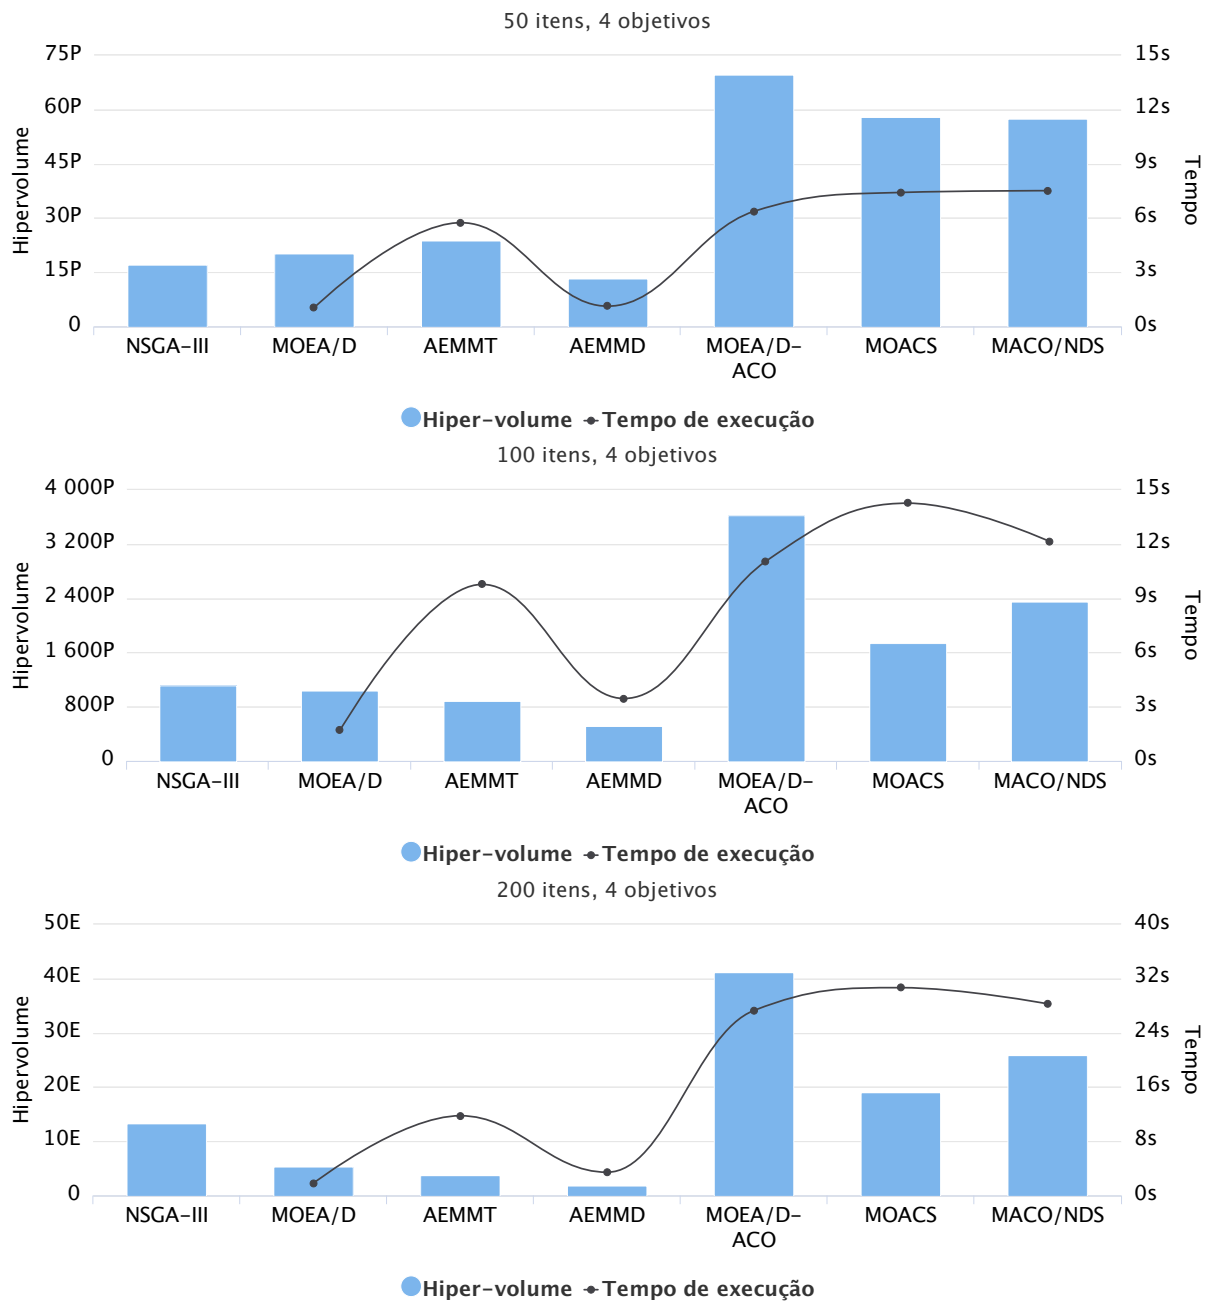 50 itens, 4 objetivos
75P
60P
45P
30P
15P
0
Hipervolume
15s
12s
9s
6s
3s
0s
Tempo
NSGA-III MOEA/D AEMMT AEMMD MOEA/D-ACO MOACS MACO/NDS
Hiper-volume Tempo de execução
100 itens, 4 objetivos
4 000P
3 200P
2 400P
1 600P
800P
0
Hipervolume
15s
12s
9s
6s
3s
0s
Tempo
NSGA-III MOEA/D AEMMT AEMMD MOEA/D-ACO MOACS MACO/NDS
Hiper-volume Tempo de execução
200 itens, 4 objetivos
50E
40E
30E
20E
10E
0
Hipervolume
40s
32s
24s
16s
8s
0s
Tempo
NSGA-III MOEA/D AEMMT AEMMD MOEA/D-ACO MOACS MACO/NDS
Hiper-volume Tempo de execução